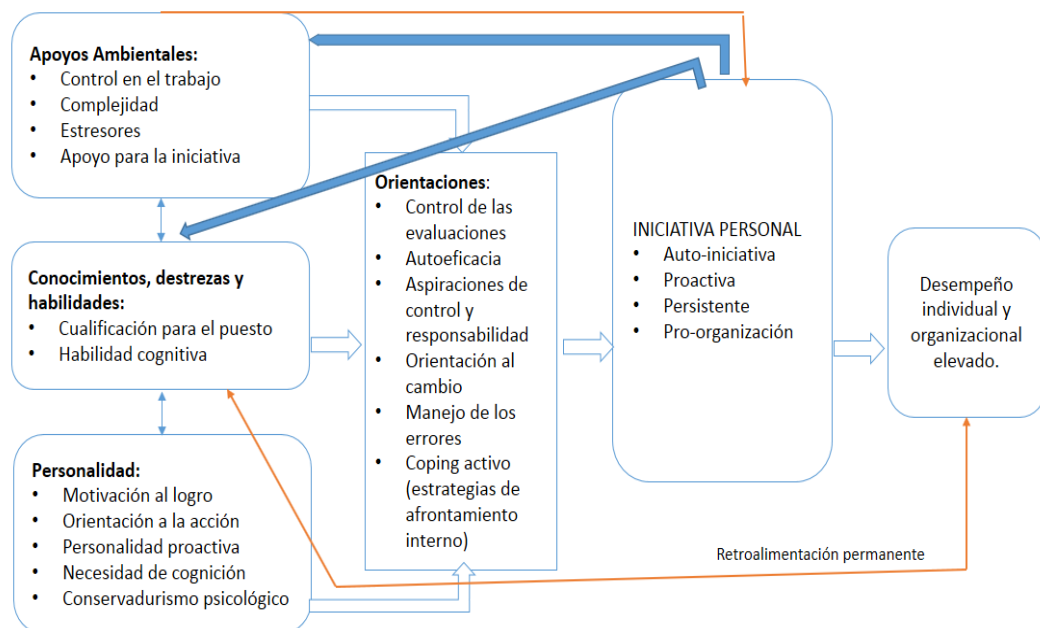 Apoyos Ambientales:
• Control en el trabajo
• Complejidad
• Estresores
• Apoyo para la iniciativa
Conocimientos, destrezas y
habilidades:
• Cualificación para el puesto
• Habilidad cognitiva
Personalidad:
• Motivación al logro
• Orientación a la acción
• Personalidad proactiva
• Necesidad de cognición
• Conservadurismo psicológico
Orientaciones:
• Control de las
evaluaciones
• Autoeficacia
• Aspiraciones de
control y
responsabilidad
• Orientación al
cambio
• Manejo de los
errores
• Coping activo
(estrategias de
afrontamiento
interno)
INICIATIVA PERSONAL
• Auto-iniciativa
• Proactiva
• Persistente
• Pro-organización
Desempeño
individual y
organizacional
elevado.
Retroalimentación permanente